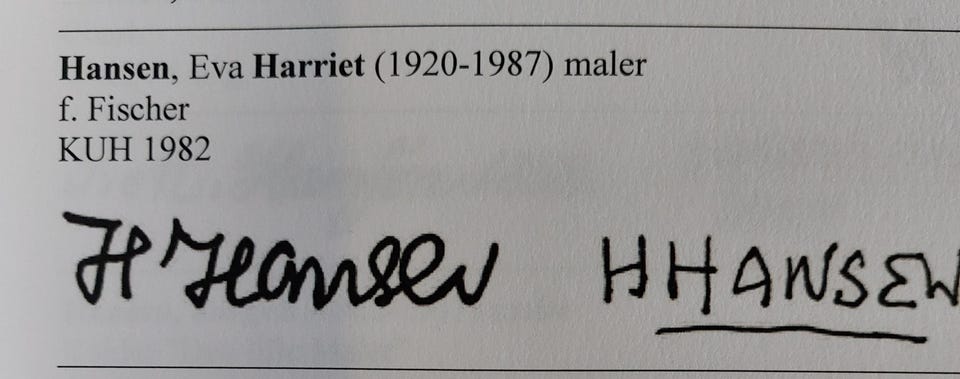 Hansen, Eva Harriet (1920-1987) maler
f. Fischer
KUH 1982
H Hansen HHANSEN